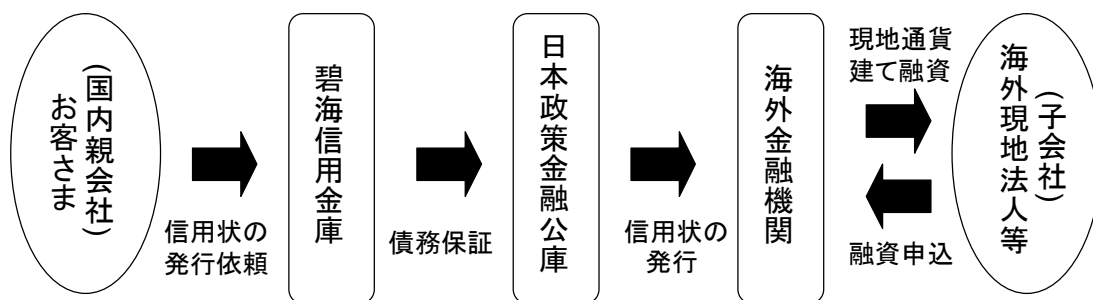 お客さま
(国内親会社)
信用状の
発行依頼
碧海信用金庫
債務保証
日本政策金融公庫
信用状の
発行
海外金融機関
現地通貨
建て融資
融資申込
海外現地法人等
(子会社)